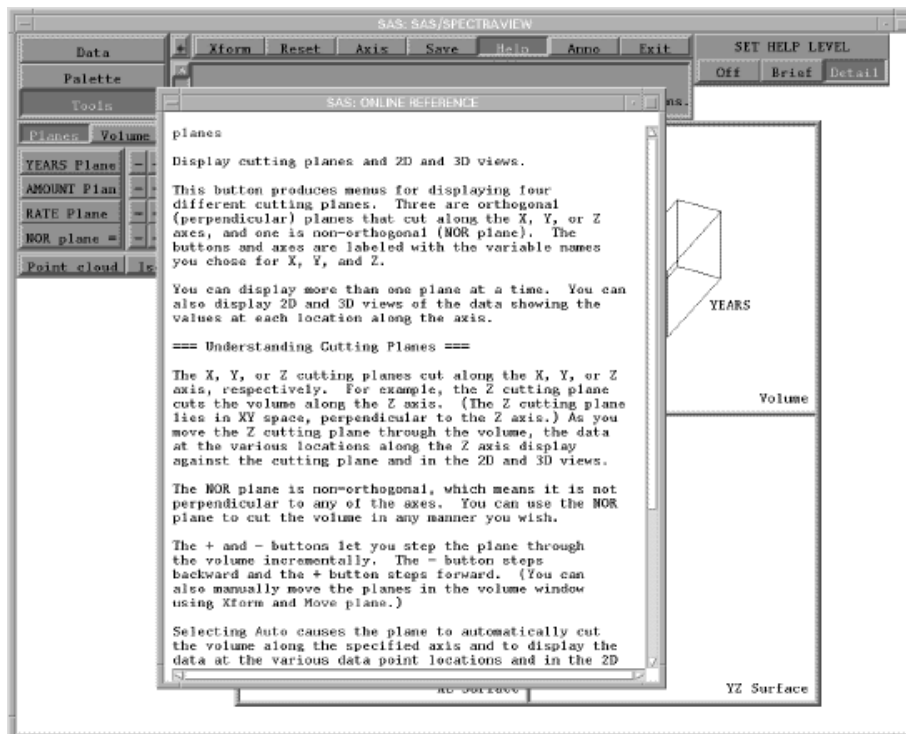 SAS: SAS/SPECTRAVIEW
Data
Palette
Tools
+ Xform Reset Axis Save Help Anno Exit
SET HELP LEVEL
Off Brief Detail
ns.
Planes Volume
YEARS Plane -
AMOUNT Plan -
RATE Plane -
NOR plane = -
Point cloud Is
SAS: ONLINE REFERENCE
planes
Display cutting planes and 2D and 3D views.
This button produces menus for displaying four
different cutting planes. Three are orthogonal
(perpendicular) planes that cut along the X, Y, or Z
axes, and one is non-orthogonal (NOR plane). The
buttons and axes are labeled with the variable names
you chose for X, Y, and Z.
You can display more than one plane at a time. You can
also display 2D and 3D views of the data showing the
values at each location along the axis.
=== Understanding Cutting Planes ===
The X, Y, or Z cutting planes cut along the X, Y, or Z
axis, respectively. For example, the Z cutting plane
cuts the volume along the Z axis. (The Z cutting plane
lies in XY space, perpendicular to the Z axis.) As you
move the Z cutting plane through the volume, the data
at the various locations along the Z axis display
against the cutting plane and in the 2D and 3D views.
The NOR plane is non-orthogonal, which means it is not
perpendicular to any of the axes. You can use the NOR
plane to cut the volume in any manner you wish.
The + and - buttons let you step the plane through
the volume incrementally. The - button steps
backward and the + button steps forward. (You can
also manually move the planes in the volume window
using Xform and Move plane.)
Selecting Auto causes the plane to automatically cut
the volume along the specified axis and to display the
data at the various data point locations and in the 2D
YEARS
Volume
Surface
YZ Surface